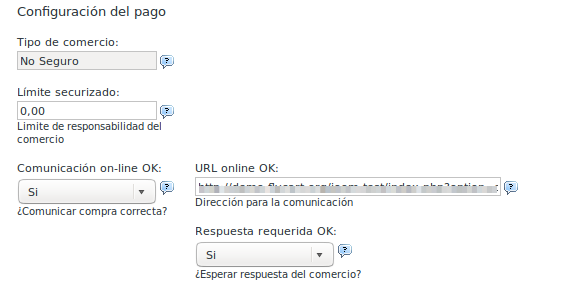 Configuración del pago
Tipo de comercio:
No Seguro
Límite securizado:
0,00
Limite de responsabilidad del
comercio
Comunicación on-line OK:
Si
¿Comunicar compra correcta?
URL online OK:
Dirección para la comunicación
Respuesta requerida OK:
Si
¿Esperar respuesta del comercio?